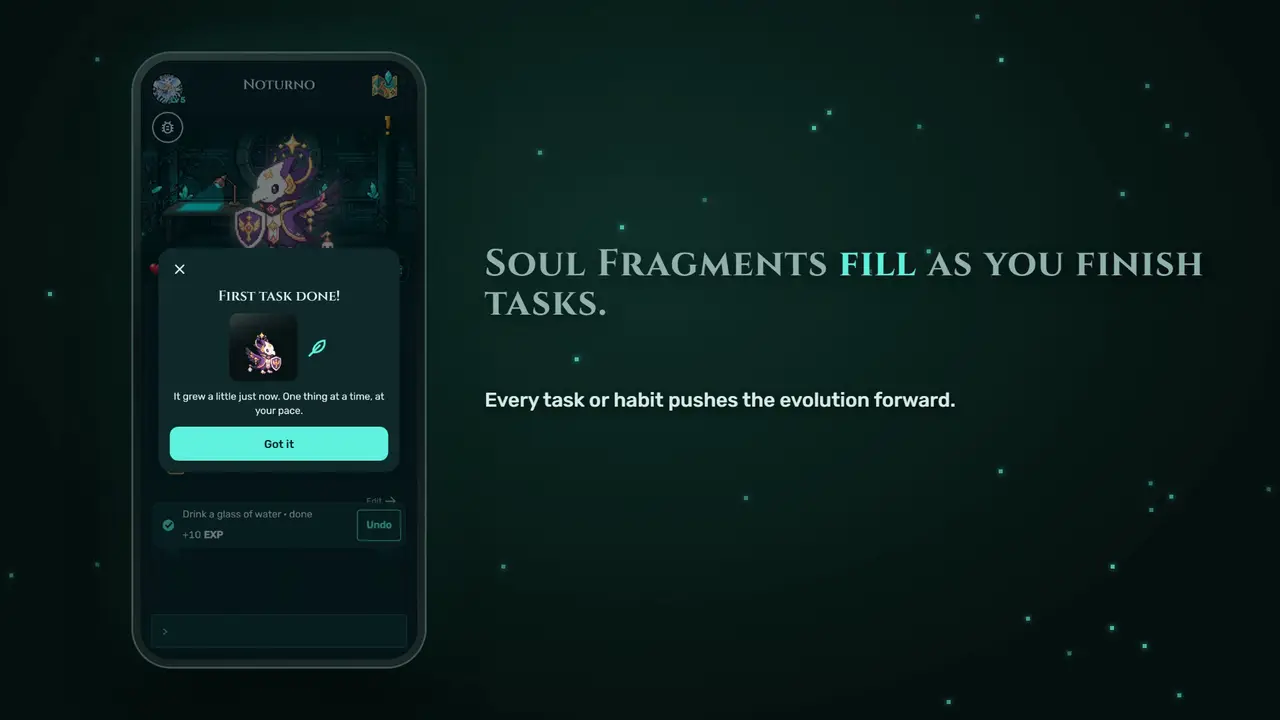 Noturno
First task done!
It grew a little just now. One thing at a time, at
your pace.
Got it
Edit
Drink a glass of water • done
+10 EXP
Undo
Soul Fragments fill as you finish
tasks.
Every task or habit pushes the evolution forward.